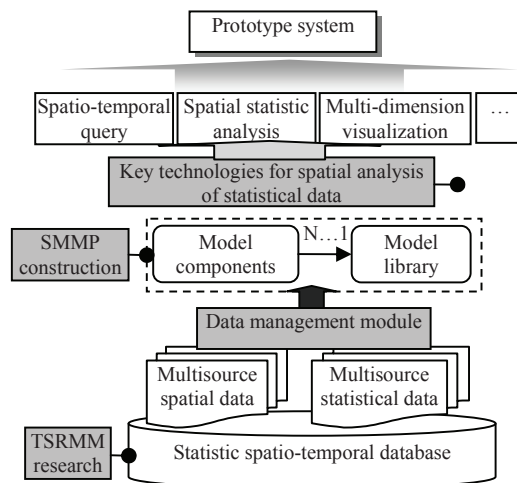 Prototype system
Spatio-temporal
query
Spatial statistic
analysis
Multi-dimension
visualization
…
Key technologies for spatial analysis
of statistical data
SMMP
construction
Model
components
N…1
Model
library
Data management module
Multisource
spatial data
Multisource
statistical data
TSRMM
research
Statistic spatio-temporal database